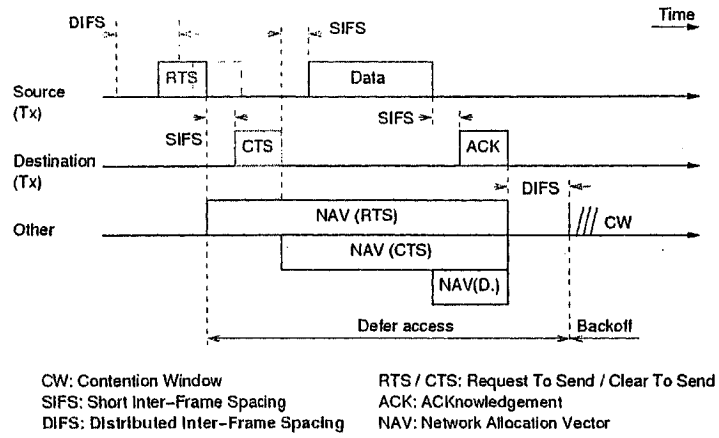 DIFS
SIFS
Time
RTS
Data
Source
(Tx)
SIFS
CTS
SIFS
ACK
Destination
(Tx)
DIFS
NAV (RTS)
Other
CW
NAV (CTS)
NAV(D.)
Defer access
Backoff
CW: Contention Window
SIFS: Short Inter-Frame Spacing
DIFS: Distributed Inter-Frame Spacing
RTS / CTS: Request To Send / Clear To Send
ACK: ACKnowledgement
NAV: Network Allocation Vector